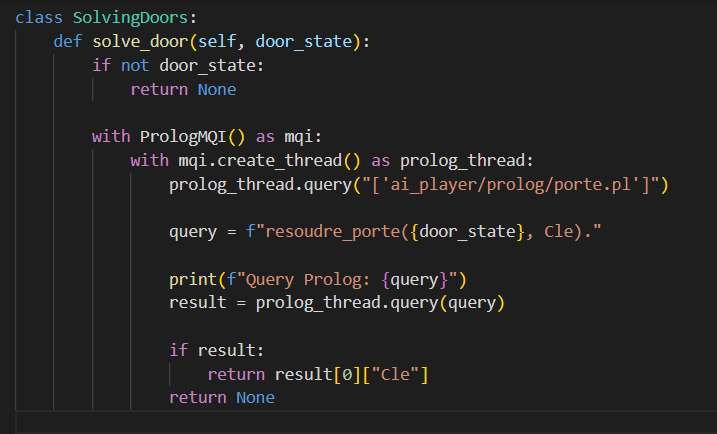 class SolvingDoors:
    def solve_door(self, door_state):
        if not door_state:
            return None

        with PrologMQI() as mqi:
            with mqi.create_thread() as prolog_thread:
                prolog_thread.query("['ai_player/prolog/porte.pl']")

                query = f"resoudre_porte({door_state}, Cle)."

                print(f"Query Prolog: {query}")
                result = prolog_thread.query(query)

                if result:
                    return result[0]["Cle"]
                return None